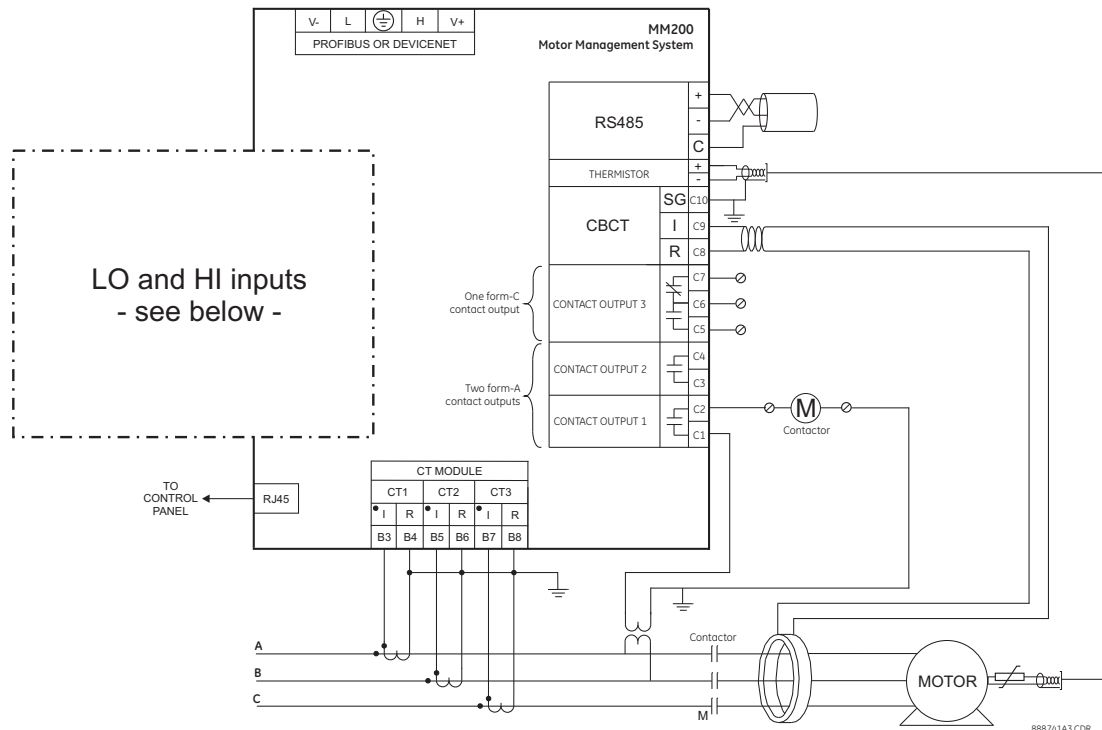 V- L H V+
PROFIBUS OR DEVICENET
MM200
Motor Management System
RS485
+
-
C
THERMISTOR
+
-
CBCT
SG C10
I C9
R C8
LO and HI inputs
- see below -
One form-C
contact output
CONTACT OUTPUT 3
C7
C6
C5
Two form-A
contact outputs
CONTACT OUTPUT 2
C4
C3
CONTACT OUTPUT 1
C2
C1
M
Contactor
TO
CONTROL
PANEL
RJ45
CT MODULE
CT1 CT2 CT3
I R I R I R
B3 B4 B5 B6 B7 B8
A
B
C
Contactor
M
MOTOR
888741A3.CDR